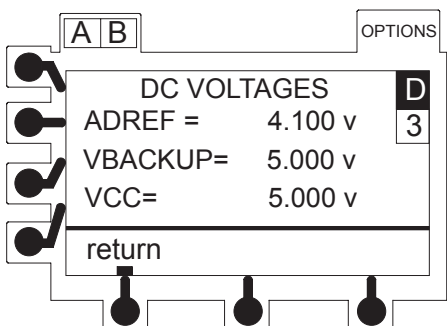 A B
OPTIONS
DC VOLTAGES
D
ADREF = 4.100 v
3
VBACKUP= 5.000 v
VCC= 5.000 v
return